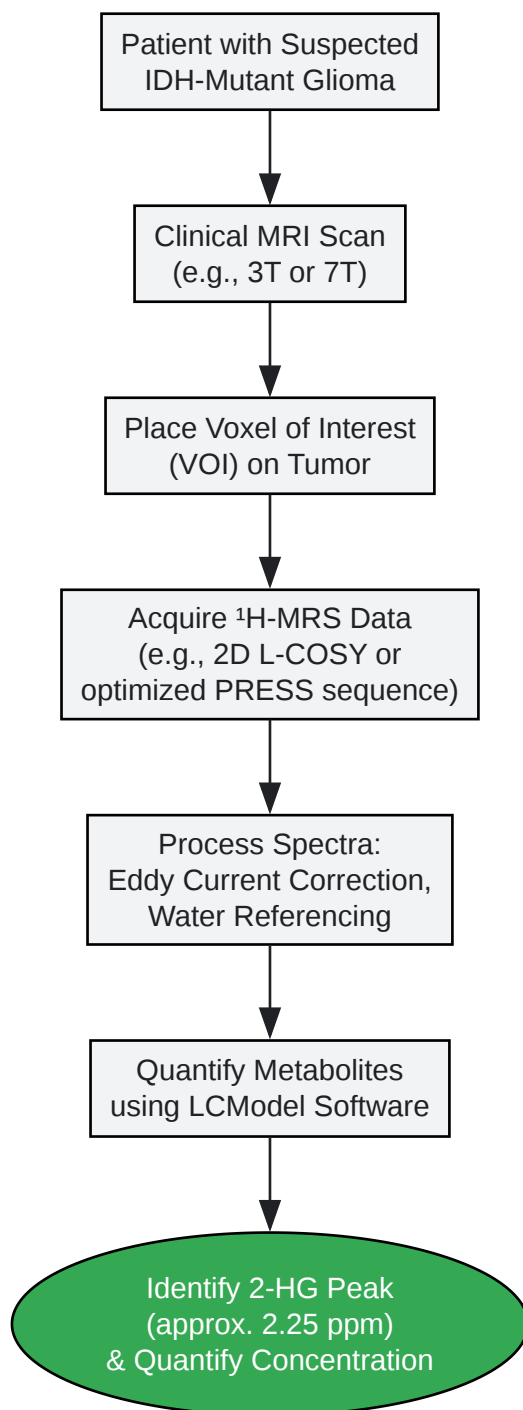 Patient with Suspected
IDH-Mutant Glioma
Clinical MRI Scan
(e.g., 3T or 7T)
Place Voxel of Interest
(VOI) on Tumor
Acquire ¹H-MRS Data
(e.g., 2D L-COSY or
optimized PRESS sequence)
Process Spectra:
Eddy Current Correction,
Water Referencing
Quantify Metabolites
using LCModel Software
Identify 2-HG Peak
(approx. 2.25 ppm)
& Quantify Concentration